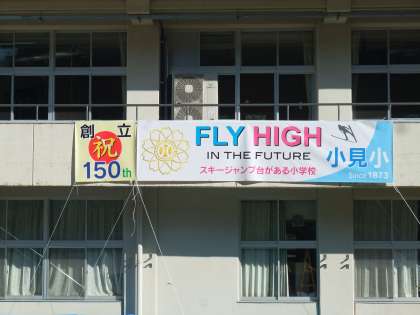 創立
祝
150th
FLY HIGH
IN THE FUTURE
スキージャンプ台がある小学校
小見小
Since 1873